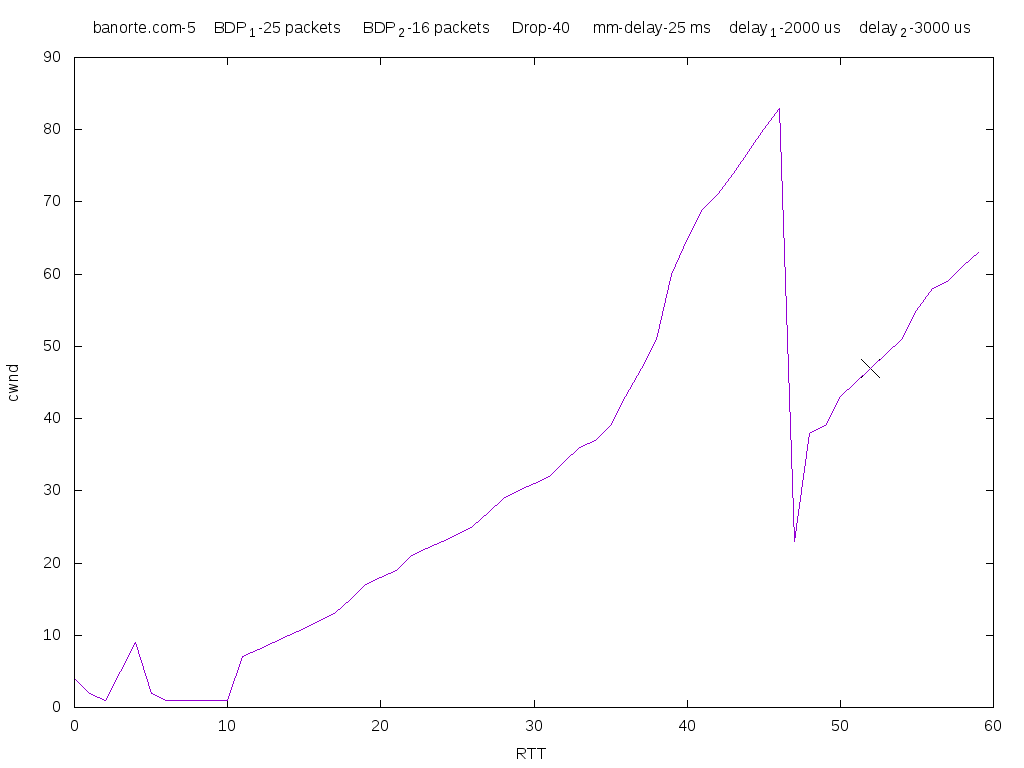 banorte.com-5 BDP1-25 packets BDP2-16 packets Drop-40 mm-delay-25 ms delay1-2000 us delay2-3000 us
90
80
70
60
50
40
30
20
10
0
cwnd
0 10 20 30 40 50 60
RTT